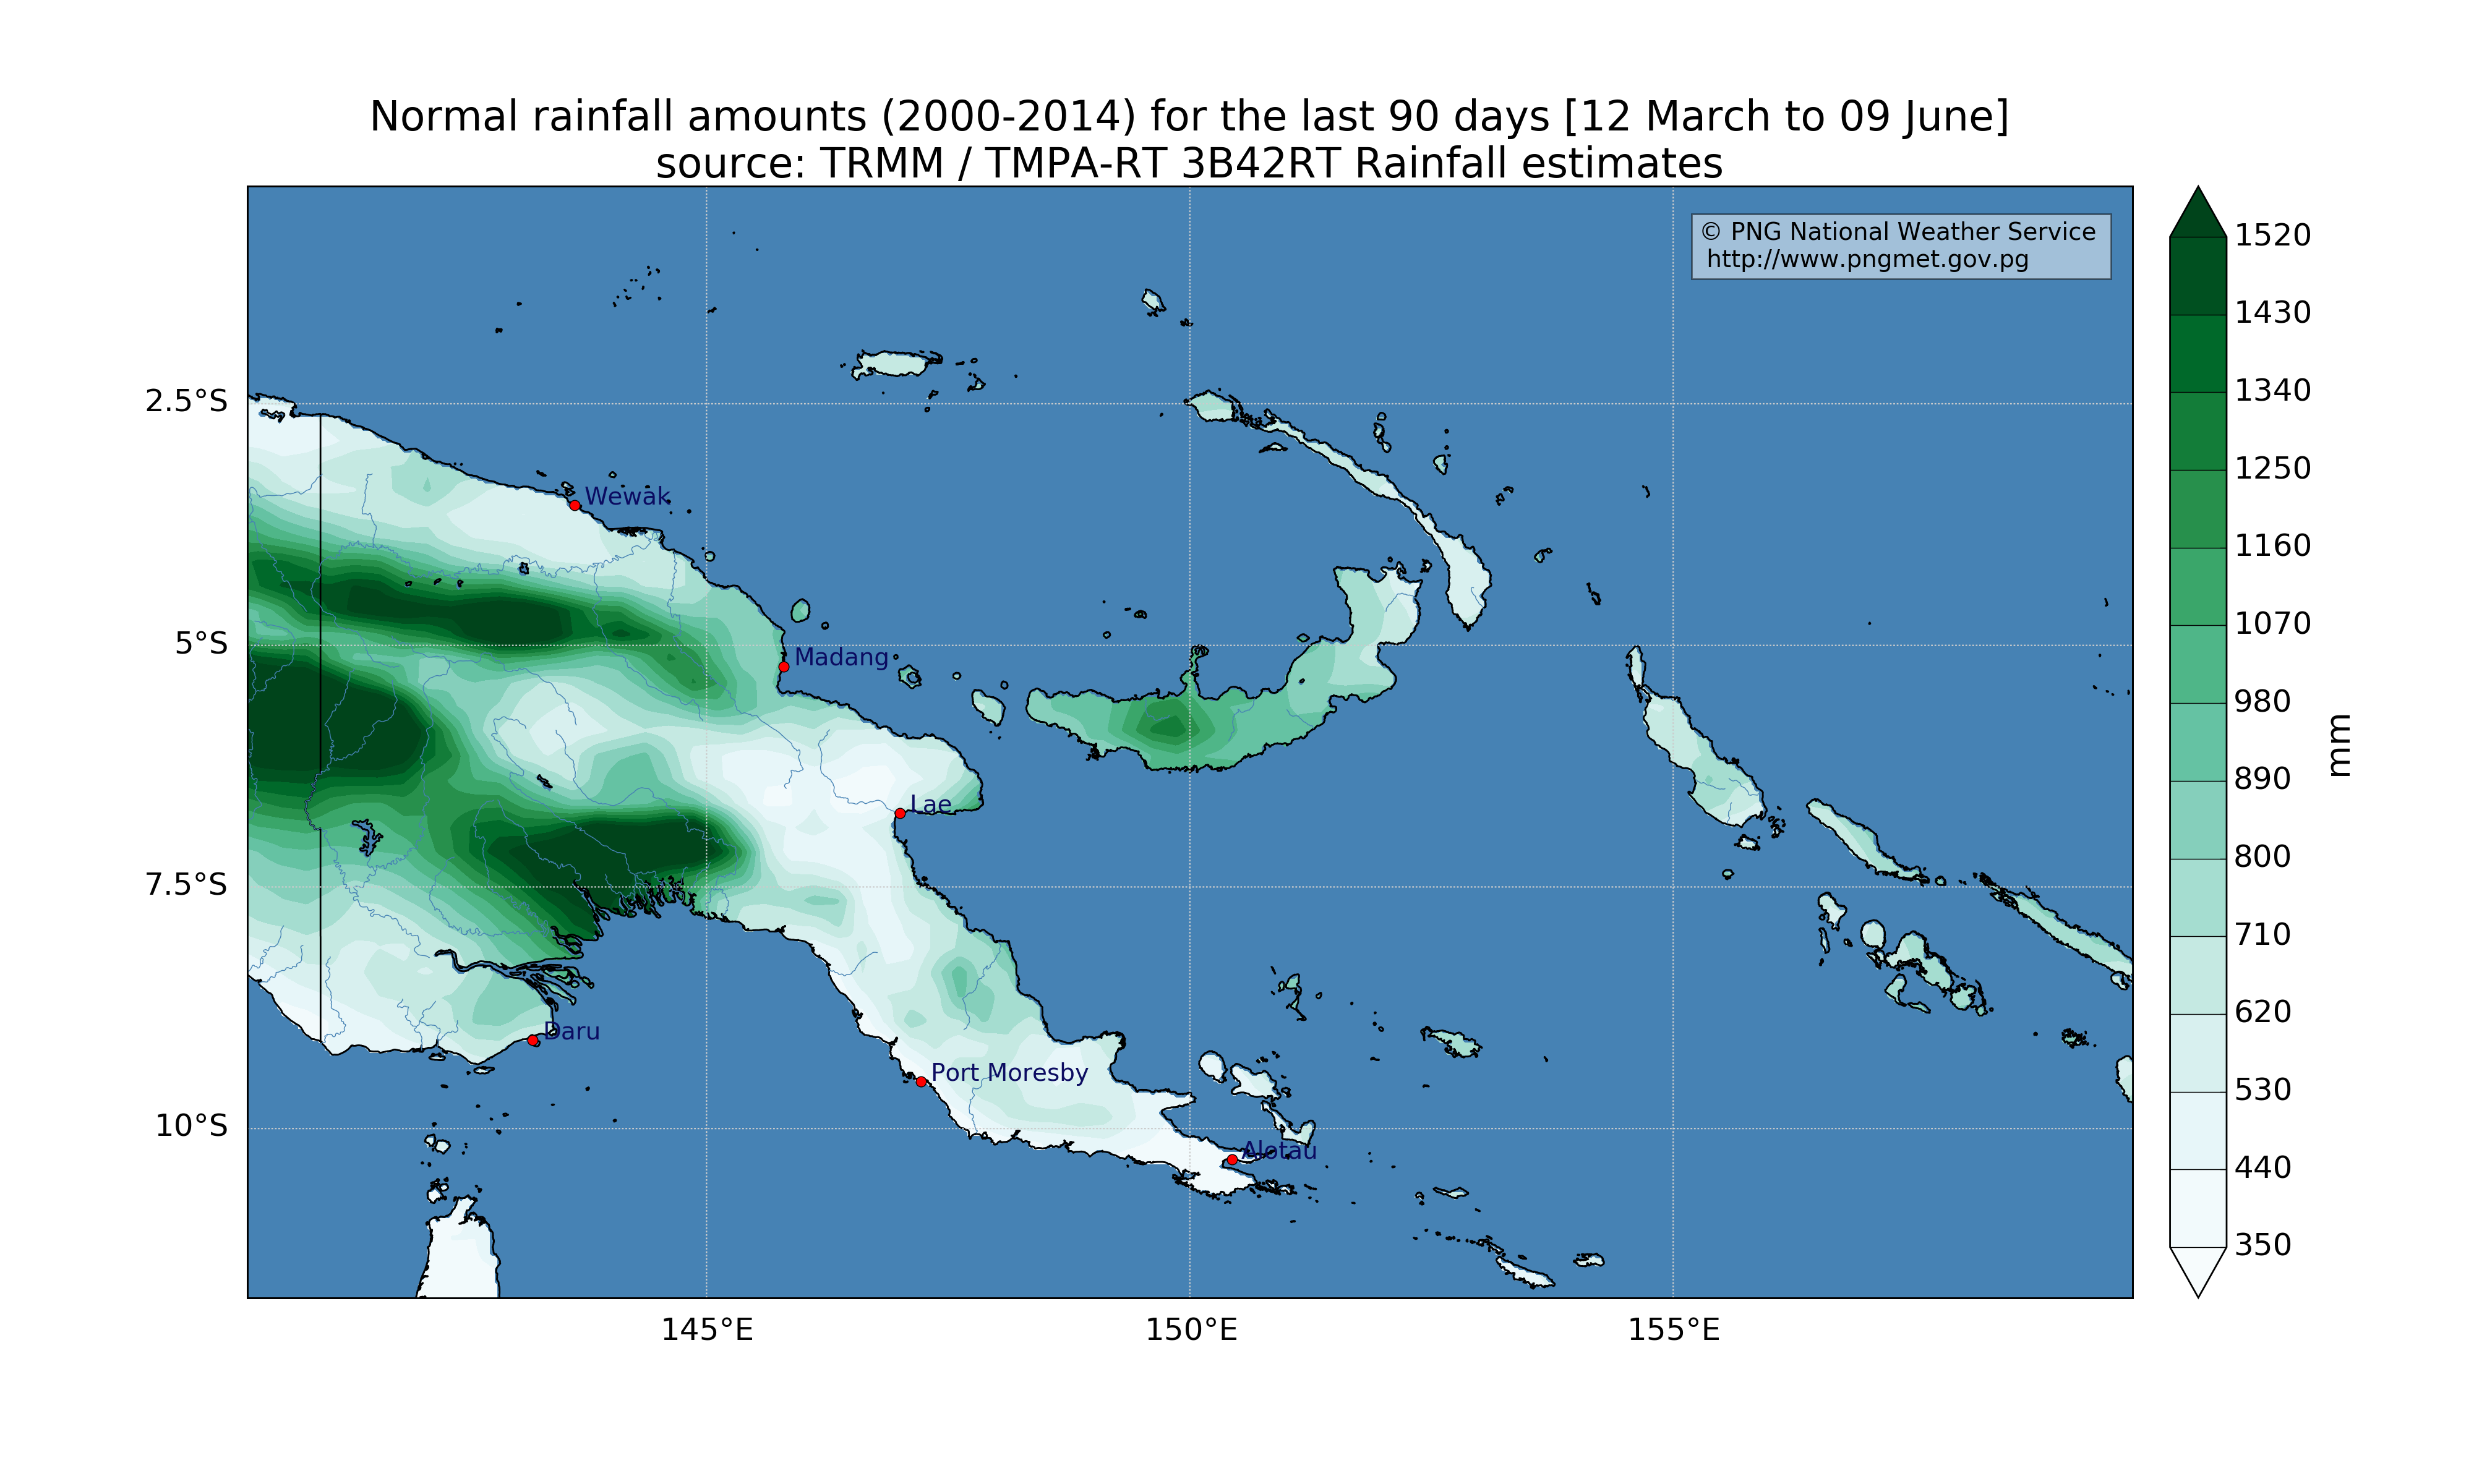 Normal rainfall amounts (2000-2014) for the last 90 days [12 March to 09 June]
source: TRMM / TMPA-RT 3B42RT Rainfall estimates
© PNG National Weather Service
http://www.pngmet.gov.pg
1520
1430
1340
1250
1160
1070
980
890
800
710
620
530
440
350
mm
2.5°S
5°S
7.5°S
10°S
Wewak
Madang
Lae
Daru
Port Moresby
Alotau
145°E
150°E
155°E